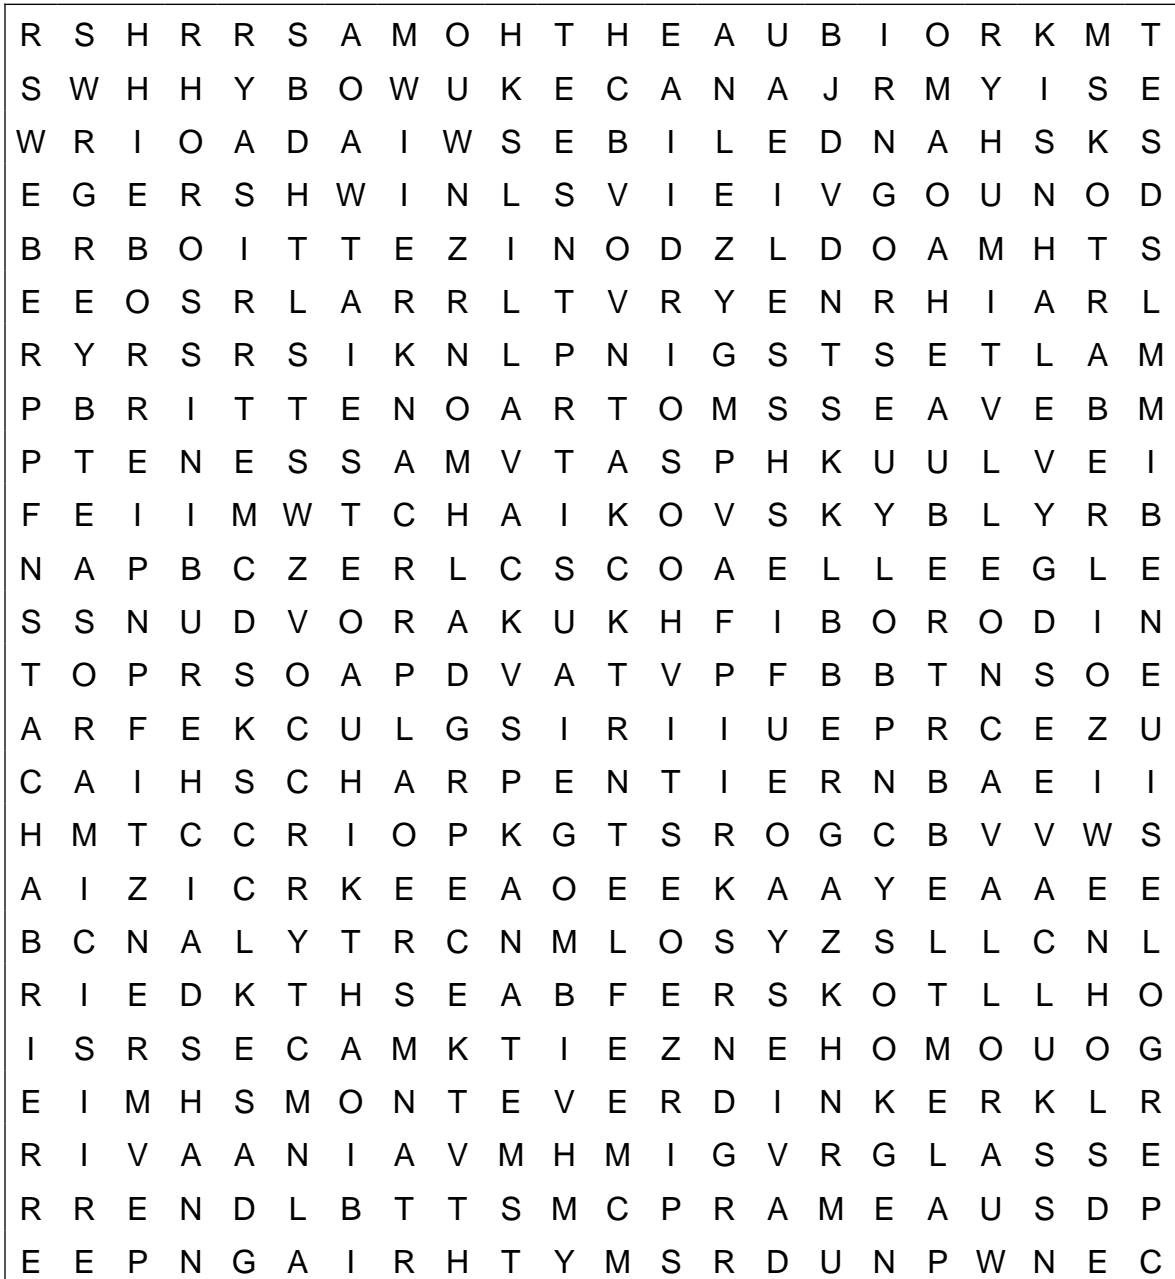 R S H R R S A M O H T H E A U B I O R K M T
S W H H Y B O W U K E C A N A J R M Y I S E
W R I O A D A I W S E B I L E D N A H S K S
E G E R S H W I N L S V I E I V G O U N O D
B R B O I T T E Z I N O D Z L D O A M H T S
E E O S R L A R R L T V R Y E N R H I A R L
R Y R S R S I K N L P N I G S T S E T L A M
P B R I T T E N O A R T O M S S E A V E B M
P T E N E S S A M V T A S P H K U U L V E I
F E I I M W T C H A I K O V S K Y B L Y R B
N A P B C Z E R L C S C O A E L L E E G L E
S S N U D V O R A K U K H F I B O R O D I N
T O P R S O A P D V A T V P F B B T N S O E
A R F E K C U L G S I R I I U E P R C E Z U
C A I H S C H A R P E N T I E R N B A E I I
H M T C C R I O P K G T S R O G C B V V W S
A I Z I C R K E E A O E E K A A Y E A A E E
B C N A L Y T R C N M L O S Y Z S L L C N L
R I E D K T H S E A B F E R S K O T L L H O
I S R S E C A M K T I E Z N E H O M O U O G
E I M H S M O N T E V E R D I N K E R K L R
R I V A A N I A V M H M I G V R G L A S S E
R R E N D L B T T S M C P R A M E A U S D P
E E P N G A I R H T Y M S R D U N P W N E C